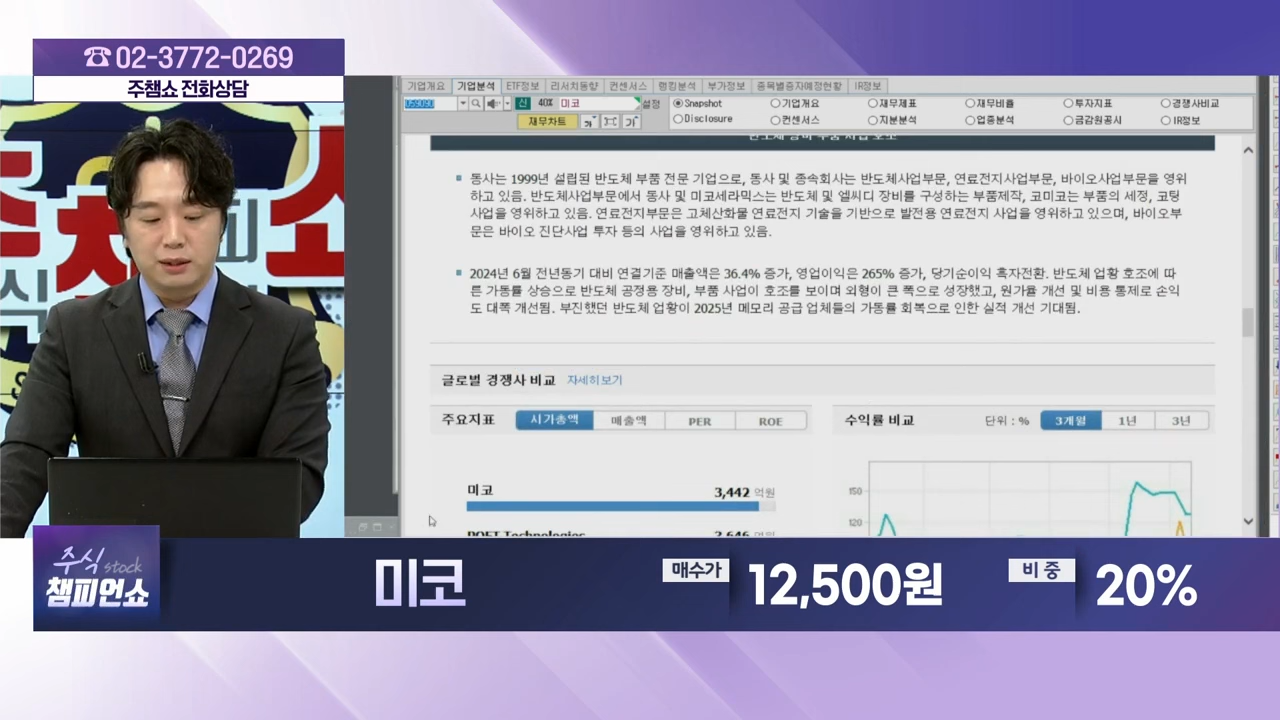 ☎02-3772-0269
주챔쇼 전화상담
기업개요 기업분석 ETF정보 리서치동향 컨센서스 랭킹분석 부가정보 종목별증자예정현황 IR정보
059090 신 40% 미코 설정 Snapshot 기업개요 재무제표 재무비율 투자지표 경쟁사비교
재무차트 가 가 Disclosure 컨센서스 지분분석 업종분석 금감원공시 IR정보
반도체 장비 부품 사업 호조
동사는 1999년 설립된 반도체 부품 전문 기업으로, 동사 및 종속회사는 반도체사업부문, 연료전지사업부문, 바이오사업부문을 영위
하고 있음. 반도체사업부문에서 동사 및 미코세라믹스는 반도체 및 엘씨디 장비를 구성하는 부품제작, 코미코는 부품의 세정, 코팅
사업을 영위하고 있음. 연료전지부문은 고체산화물 연료전지 기술을 기반으로 발전용 연료전지 사업을 영위하고 있으며, 바이오부
문은 바이오 진단사업 투자 등의 사업을 영위하고 있음.
2024년 6월 전년동기 대비 연결기준 매출액은 36.4% 증가, 영업이익은 265% 증가, 당기순이익 흑자전환. 반도체 업황 호조에 따
른 가동률 상승으로 반도체 공정용 장비, 부품 사업이 호조를 보이며 외형이 큰 폭으로 성장했고, 원가율 개선 및 비용 통제로 손익
도 대폭 개선됨. 부진했던 반도체 업황이 2025년 메모리 공급 업체들의 가동률 회복으로 인한 실적 개선 기대됨.
글로벌 경쟁사 비교 자세히보기
주요지표 시가총액 매출액 PER ROE
수익률 비교 단위 : % 3개월 1년 3년
미코 3,442 억원
POET Technologies 2,646 억원
150
120
주식 stock
챔피언쇼
미코 매수가 12,500원 비중 20%